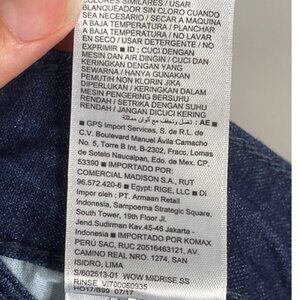 COLORES SIMILARES / USAR
BLANQUEADOR SIN CLORO CUANDO
SEA NECESARIO / SECAR A MAQUINA
A BAJA TEMPERATURA / PLANCHAR
A BAJA TEMPERATURA / NO LAVAR
EN SECO / USAR DETERGENTE / NO
EXPRIMIR ■ ID : CUCI DENGAN
MESIN DAN AIR DINGIN / CUCI DAN
KERINGKAN DENGAN YANG
SEWARNA / HANYA GUNAKAN
PEMUTIH NON KLORIN JIKA
DIPERLUKAN / KERINGKAN DALAM
MESIN PENGERING BERSUHU
RENDAH / SETRIKA DENGAN SUHU
RENDAH / JANGAN DICUCI KERING
: AE ■
■ GPS Import Services, S. de R.L. de
C.V. Boulevard Manuel Ávila Camacho
No. 5, Torre B Int. B-2302, Fracc. Lomas
de Sotelo Naucalpan, Edo. de Mex. CP.
53390 ■ IMPORTADO POR:
COMERCIAL MADISON S.A., RUT
96.572.420-6 ■ Egypt: RIGE, LLC ■ Di
Impor oleh : PT. Armaan Retail
Indonesia, Sampoerna Strategic Square,
South Tower, 19th Floor Jl.
Jend.Sudirman Kav.45-46 Jakarta -
Indonesia ■ IMPORTADO POR KOMAX
PERÚ SAC, RUC 20516463121, AV.
CAMINO REAL NRO. 1274, SAN
ISIDRO, LIMA
S/602513-01 WOW MIDRISE SS
RINSE V/700060935
HO17/B99 07/17